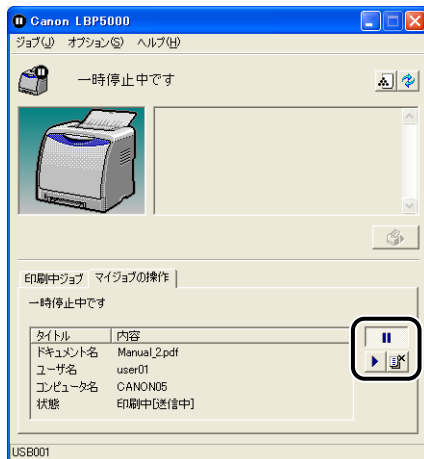 Canon LBP5000
ジョブ(J) オプション(S) ヘルプ(H)
一時停止中です
印刷中ジョブ マイジョブの操作
一時停止中です
タイトル 内容
ドキュメント名 Manual_2.pdf
ユーザ名 user01
コンピュータ名 CANON05
状態 印刷中[送信中]
USB001